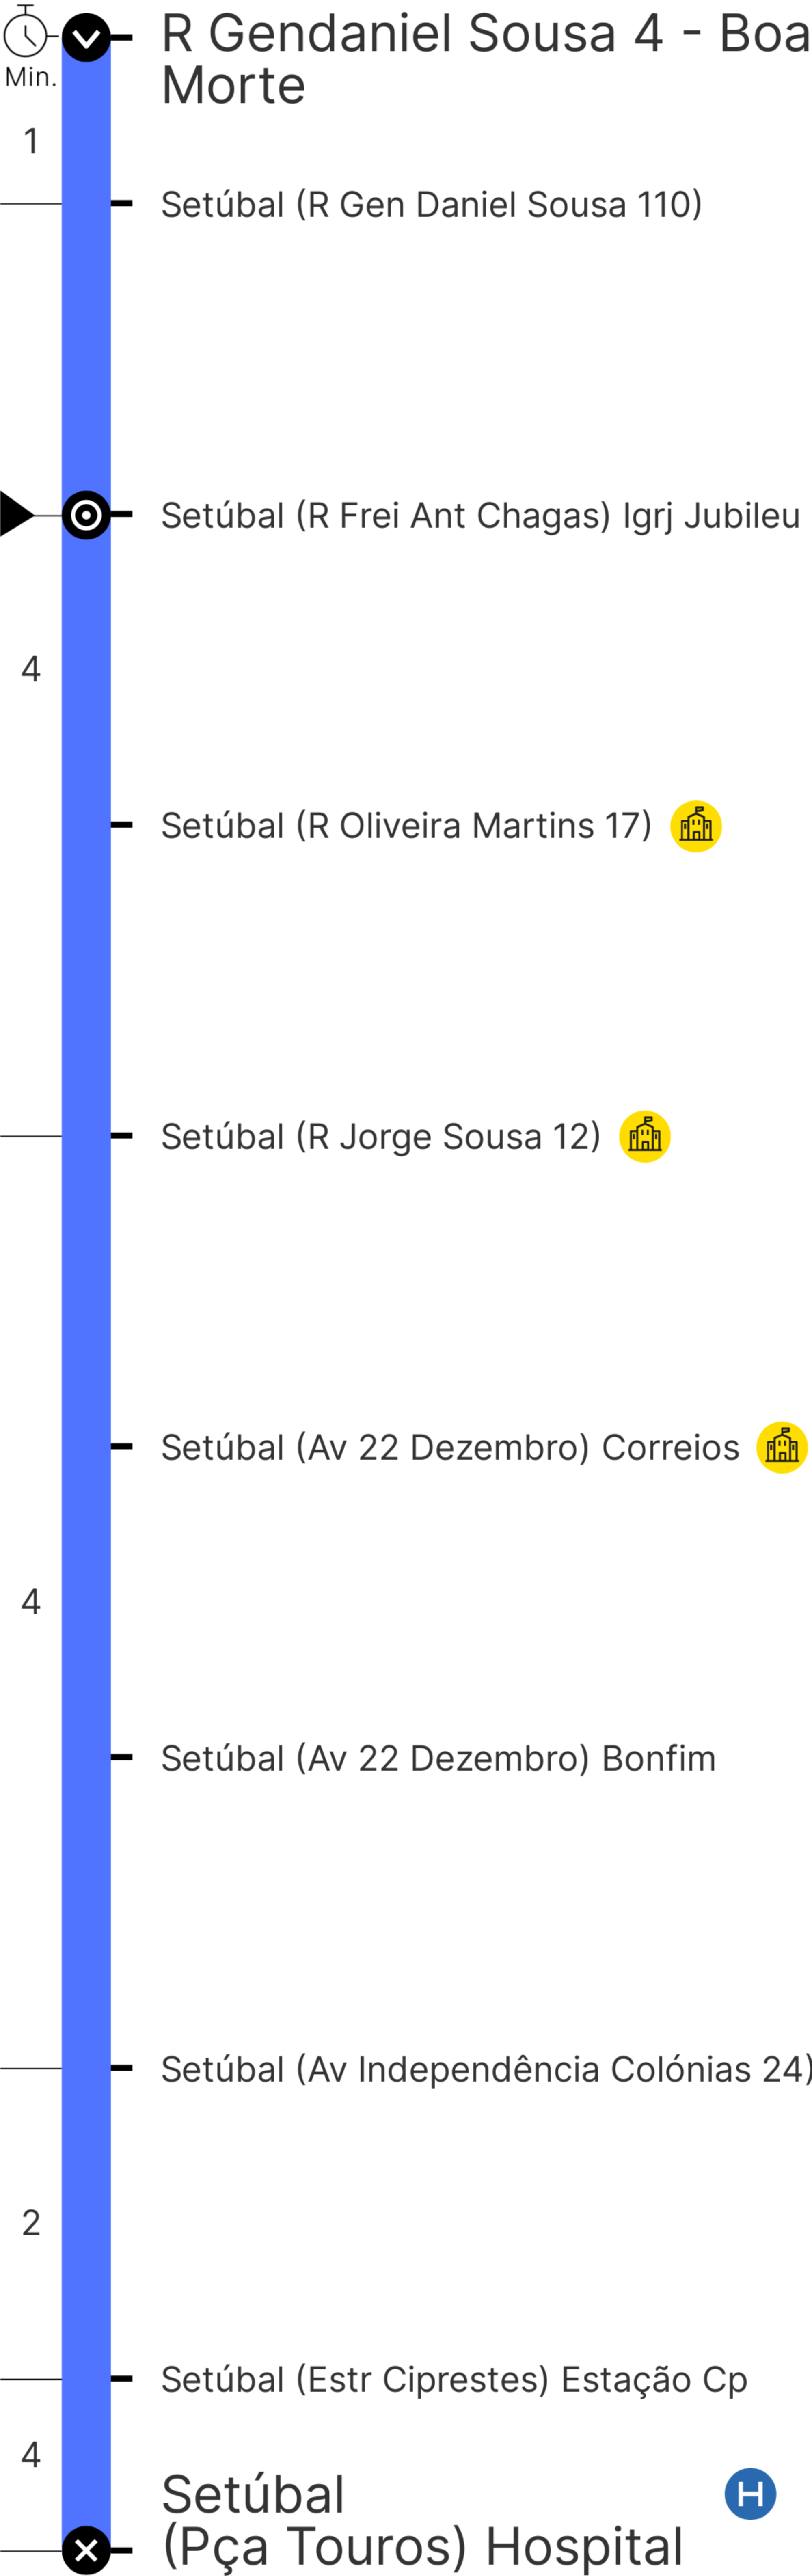 R Gendaniel Sousa 4 - Boa
Morte
Min.
1
Setúbal (R Gen Daniel Sousa 110)
Setúbal (R Frei Ant Chagas) Igrj Jubileu
4
Setúbal (R Oliveira Martins 17)
Setúbal (R Jorge Sousa 12)
Setúbal (Av 22 Dezembro) Correios
4
Setúbal (Av 22 Dezembro) Bonfim
Setúbal (Av Independência Colónias 24)
2
Setúbal (Estr Ciprestes) Estação Cp
4
Setúbal
H
(Pça Touros) Hospital